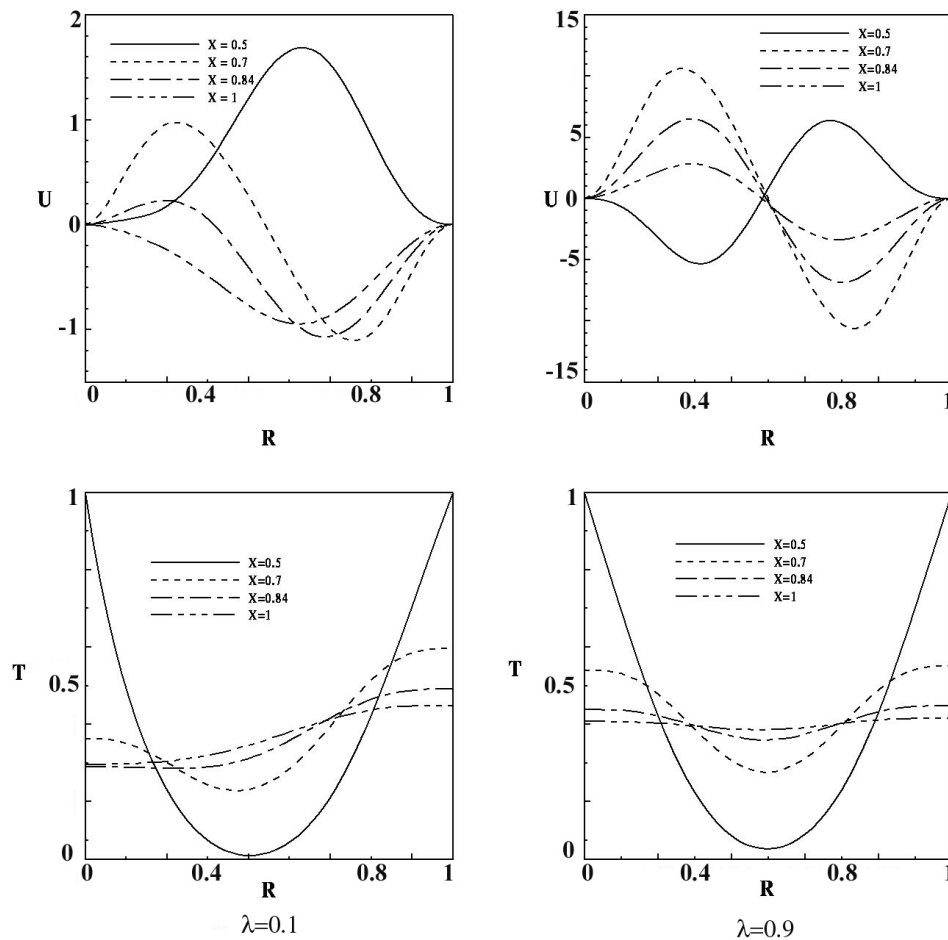 2
X = 0.5
X = 0.7
X = 0.84
X = 1
1
U
0
-1
0
0.4
0.8
1
R
15
X=0.5
X=0.7
X=0.84
X=1
5
U
0
-5
-15
0
0.4
0.8
1
R
1
X=0.5
X=0.7
X=0.84
X=1
T
0.5
0
0.4
0.8
1
R
λ=0.1
1
X=0.5
X=0.7
X=0.84
X=1
T
0.5
0
0
0.4
0.8
1
R
λ=0.9